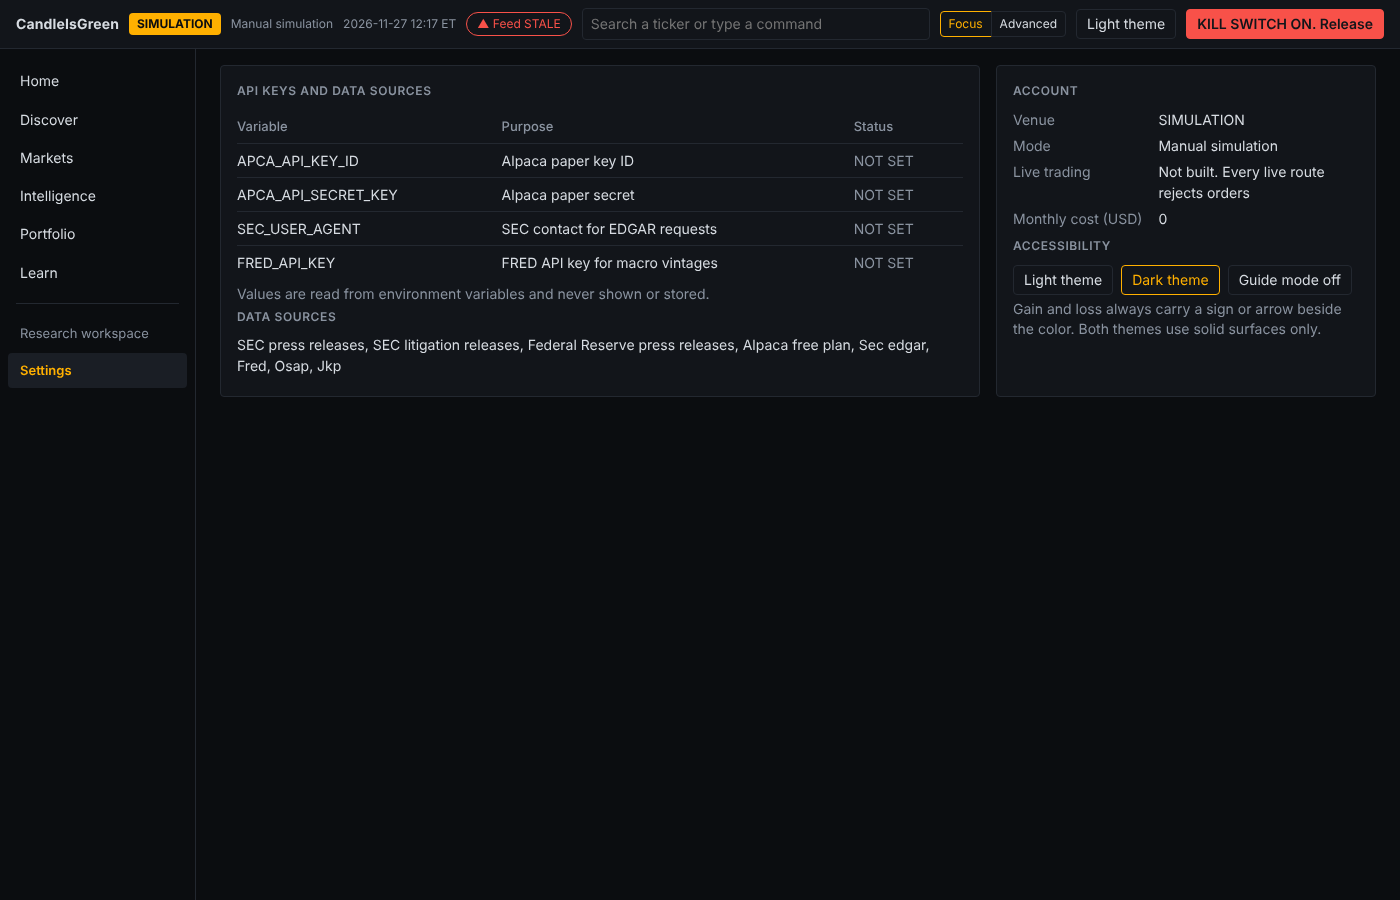 CandleIsGreen SIMULATION Manual simulation 2026-11-27 12:17 ET ▲ Feed STALE Search a ticker or type a command Focus Advanced Light theme KILL SWITCH ON. Release
Home
Discover
Markets
Intelligence
Portfolio
Learn
Research workspace
Settings
API KEYS AND DATA SOURCES
Variable Purpose Status
APCA_API_KEY_ID Alpaca paper key ID NOT SET
APCA_API_SECRET_KEY Alpaca paper secret NOT SET
SEC_USER_AGENT SEC contact for EDGAR requests NOT SET
FRED_API_KEY FRED API key for macro vintages NOT SET
Values are read from environment variables and never shown or stored.
DATA SOURCES
SEC press releases, SEC litigation releases, Federal Reserve press releases, Alpaca free plan, Sec edgar,
Fred, Osap, Jkp
ACCOUNT
Venue SIMULATION
Mode Manual simulation
Live trading Not built. Every live route
rejects orders
Monthly cost (USD) 0
ACCESSIBILITY
Light theme Dark theme Guide mode off
Gain and loss always carry a sign or arrow beside
the color. Both themes use solid surfaces only.